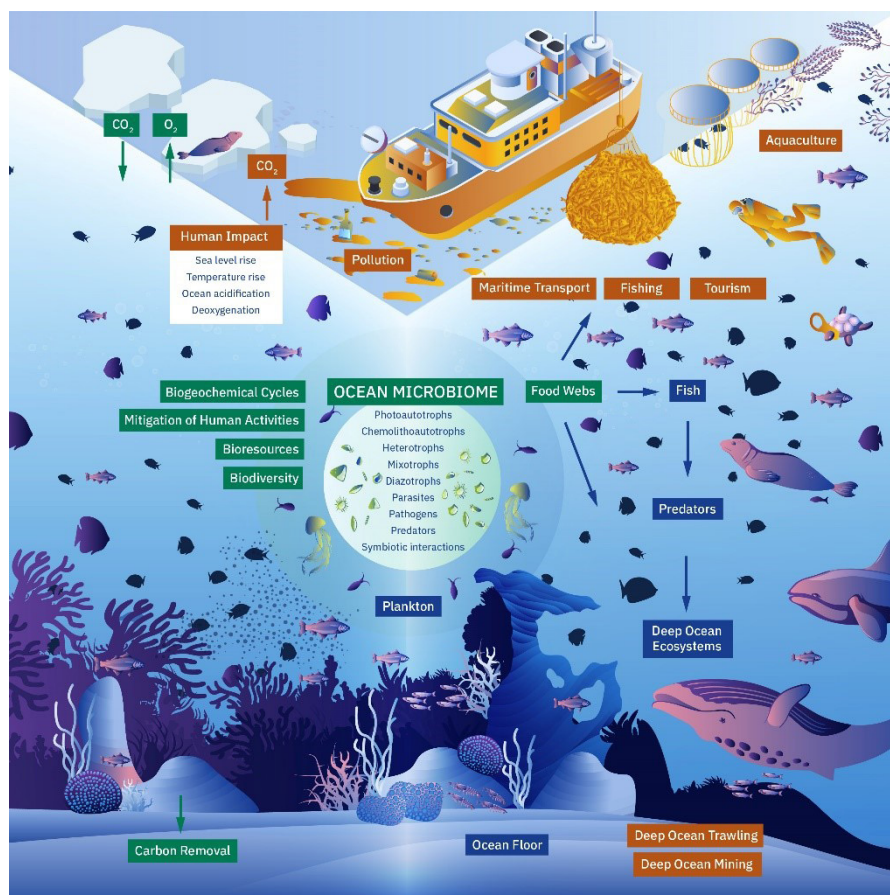 CO₂
O₂
CO₂
Aquaculture
Human Impact
Sea level rise
Temperature rise
Ocean acidification
Deoxygenation
Pollution
Maritime Transport
Fishing
Tourism
Biogeochemical Cycles
Mitigation of Human Activities
Bioresources
Biodiversity
OCEAN MICROBIOME
Photoautotrophs
Chemolithoautotrophs
Heterotrophs
Mixotrophs
Diazotrophs
Parasites
Pathogens
Predators
Symbiotic interactions
Plankton
Food Webs
Fish
Predators
Deep Ocean
Ecosystems
Carbon Removal
Ocean Floor
Deep Ocean Trawling
Deep Ocean Mining